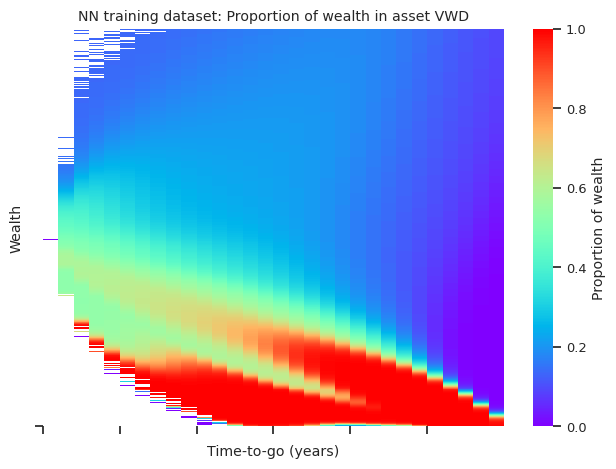 NN training dataset: Proportion of wealth in asset VWD
Wealth
Time-to-go (years)
1.0
0.8
0.6
0.4
0.2
0.0
Proportion of wealth